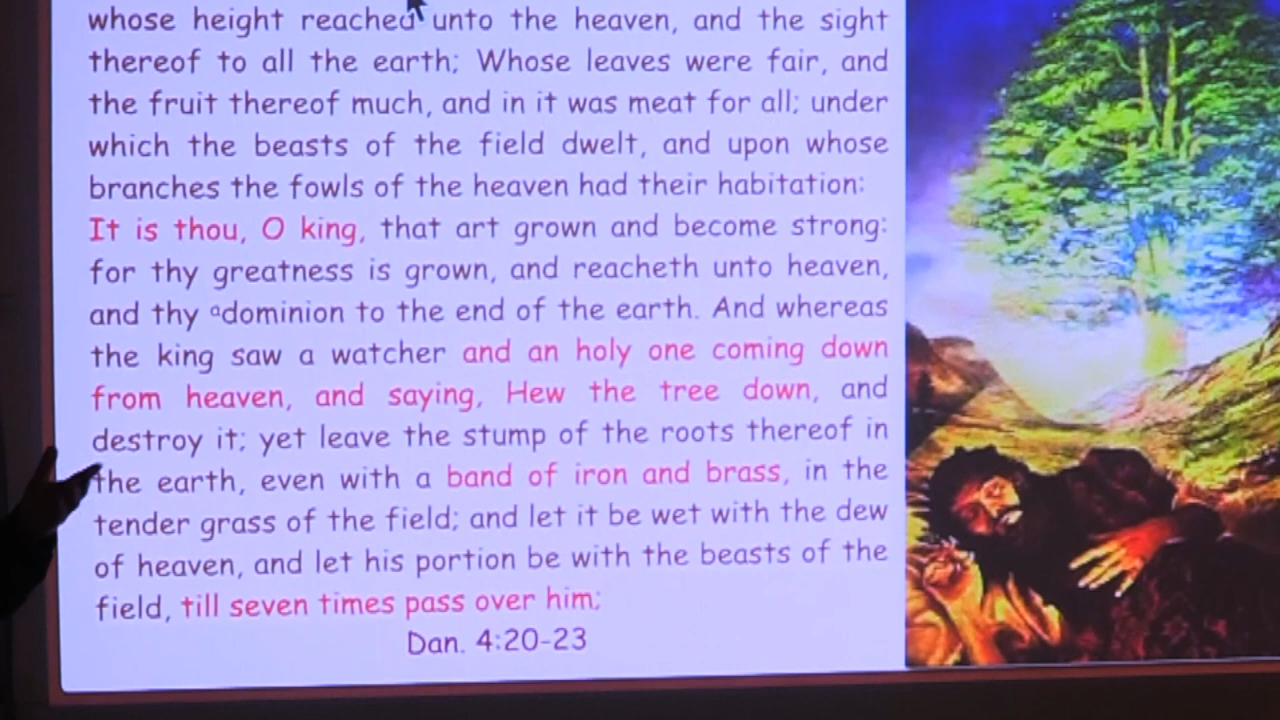 whose height reached unto the heaven, and the sight
thereof to all the earth; Whose leaves were fair, and
the fruit thereof much, and in it was meat for all; under
which the beasts of the field dwelt, and upon whose
branches the fowls of the heaven had their habitation:
It is thou, O king, that art grown and become strong:
for thy greatness is grown, and reacheth unto heaven,
and thy ᵃdominion to the end of the earth. And whereas
the king saw a watcher and an holy one coming down
from heaven, and saying, Hew the tree down, and
destroy it; yet leave the stump of the roots thereof in
the earth, even with a band of iron and brass, in the
tender grass of the field; and let it be wet with the dew
of heaven, and let his portion be with the beasts of the
field, till seven times pass over him;
Dan. 4:20-23